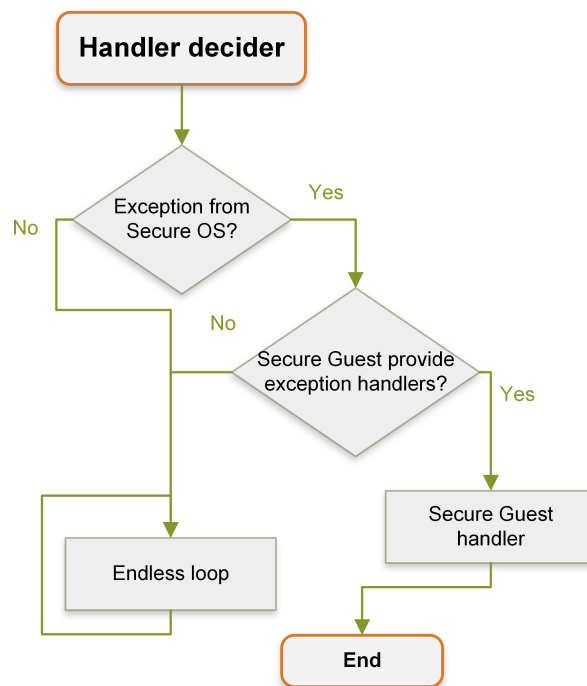 Handler decider
Exception from
Secure OS?
Yes
No
No
Secure Guest provide
exception handlers?
Yes
Secure Guest
handler
Endless loop
End